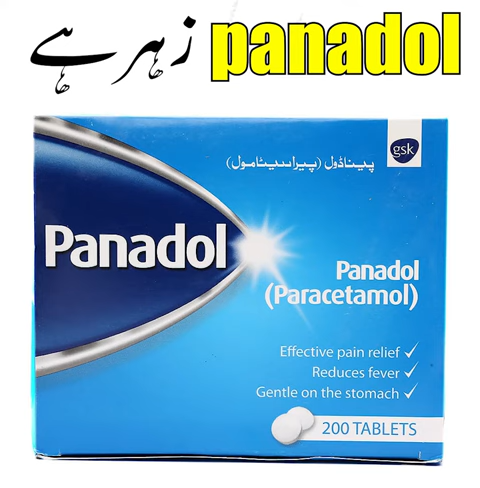 panadol زہر ہے
gsk
پیناڈول (پیراسیٹامول)
Panadol
Panadol
(Paracetamol)
Effective pain relief ✓
Reduces fever ✓
Gentle on the stomach ✓
200 TABLETS